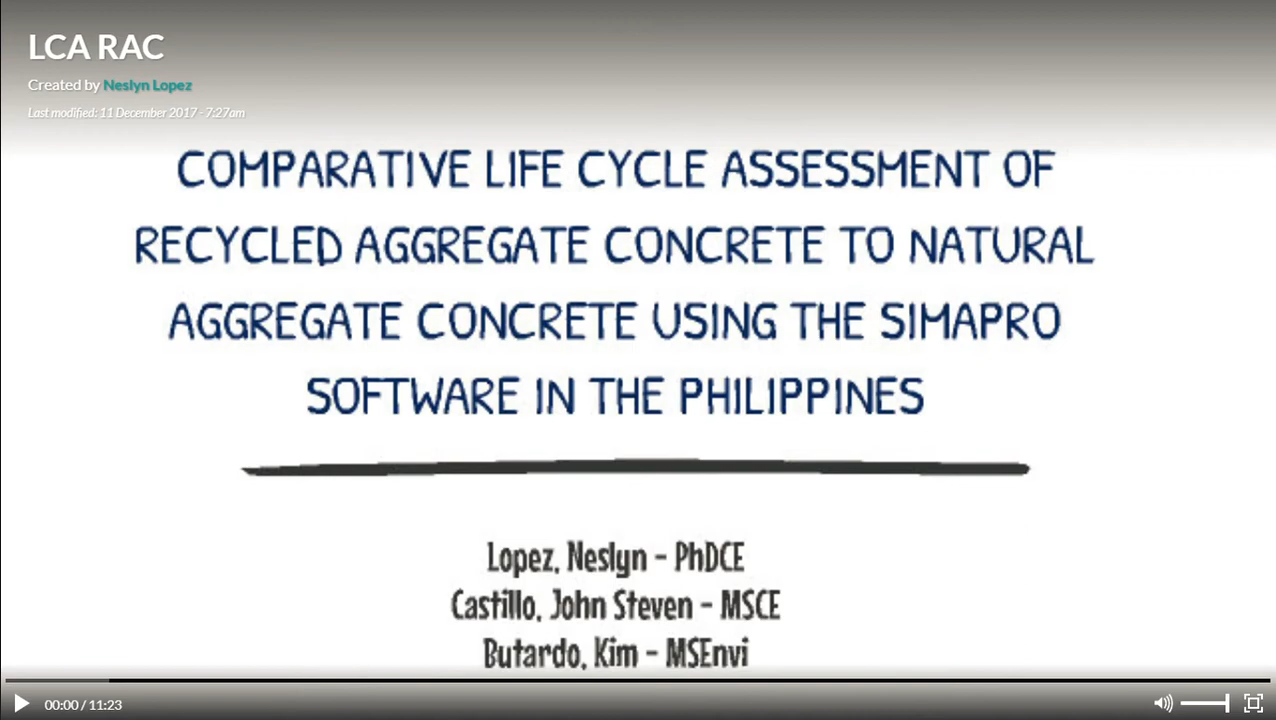 LCA RAC
Created by Neslyn Lopez
Last modified: 11 December 2017 - 7:27am
COMPARATIVE LIFE CYCLE ASSESSMENT OF
RECYCLED AGGREGATE CONCRETE TO NATURAL
AGGREGATE CONCRETE USING THE SIMAPRO
SOFTWARE IN THE PHILIPPINES
Lopez, Neslyn - PhDCE
Castillo, John Steven - MSCE
Butardo, Kim - MSEnvi
00:00 / 11:23